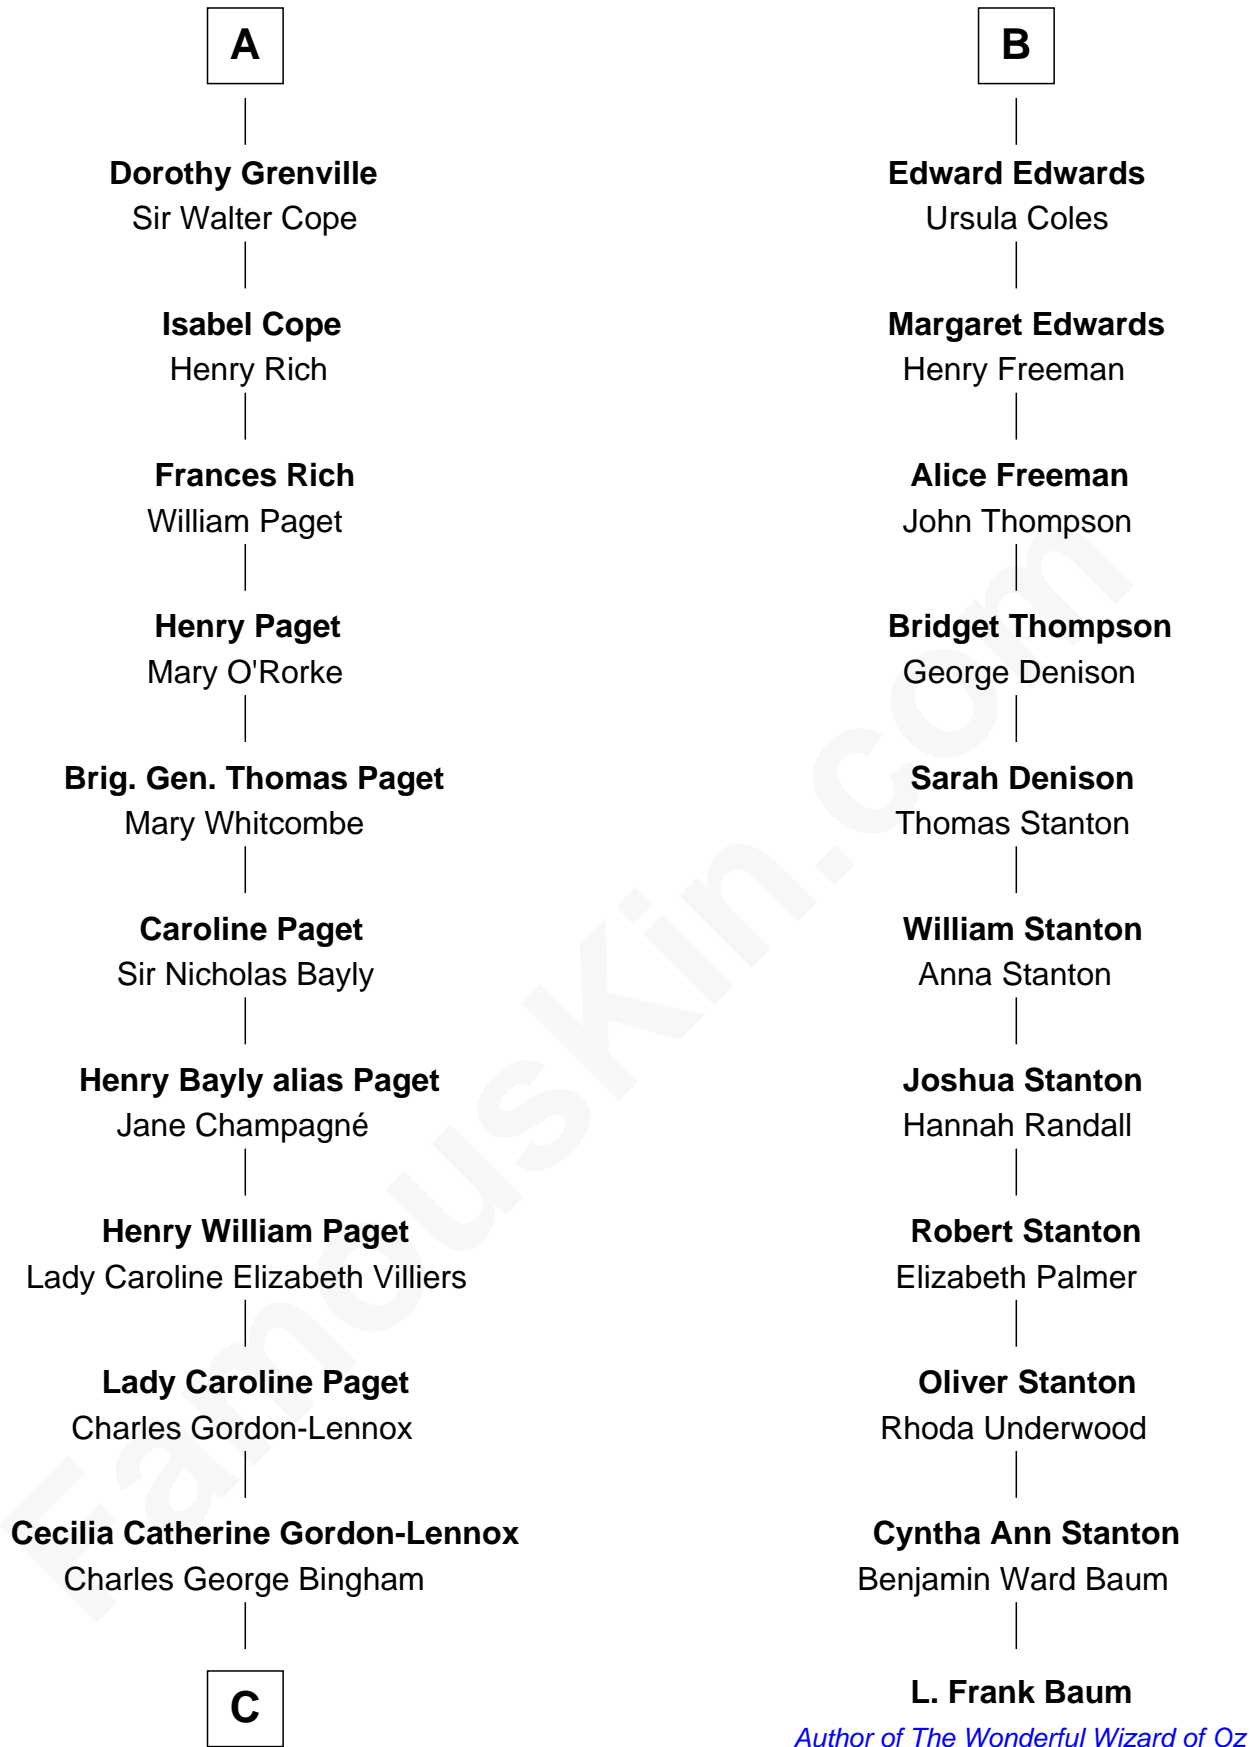 A
Dorothy Grenville
Sir Walter Cope
Isabel Cope
Henry Rich
Frances Rich
William Paget
Henry Paget
Mary O'Rorke
Brig. Gen. Thomas Paget
Mary Whitcombe
Caroline Paget
Sir Nicholas Bayly
Henry Bayly alias Paget
Jane Champagné
Henry William Paget
Lady Caroline Elizabeth Villiers
Lady Caroline Paget
Charles Gordon-Lennox
Cecilia Catherine Gordon-Lennox
Charles George Bingham
C
B
Edward Edwards
Ursula Coles
Margaret Edwards
Henry Freeman
Alice Freeman
John Thompson
Bridget Thompson
George Denison
Sarah Denison
Thomas Stanton
William Stanton
Anna Stanton
Joshua Stanton
Hannah Randall
Robert Stanton
Elizabeth Palmer
Oliver Stanton
Rhoda Underwood
Cyntha Ann Stanton
Benjamin Ward Baum
L. Frank Baum
Author of The Wonderful Wizard of Oz
FamousKin.com